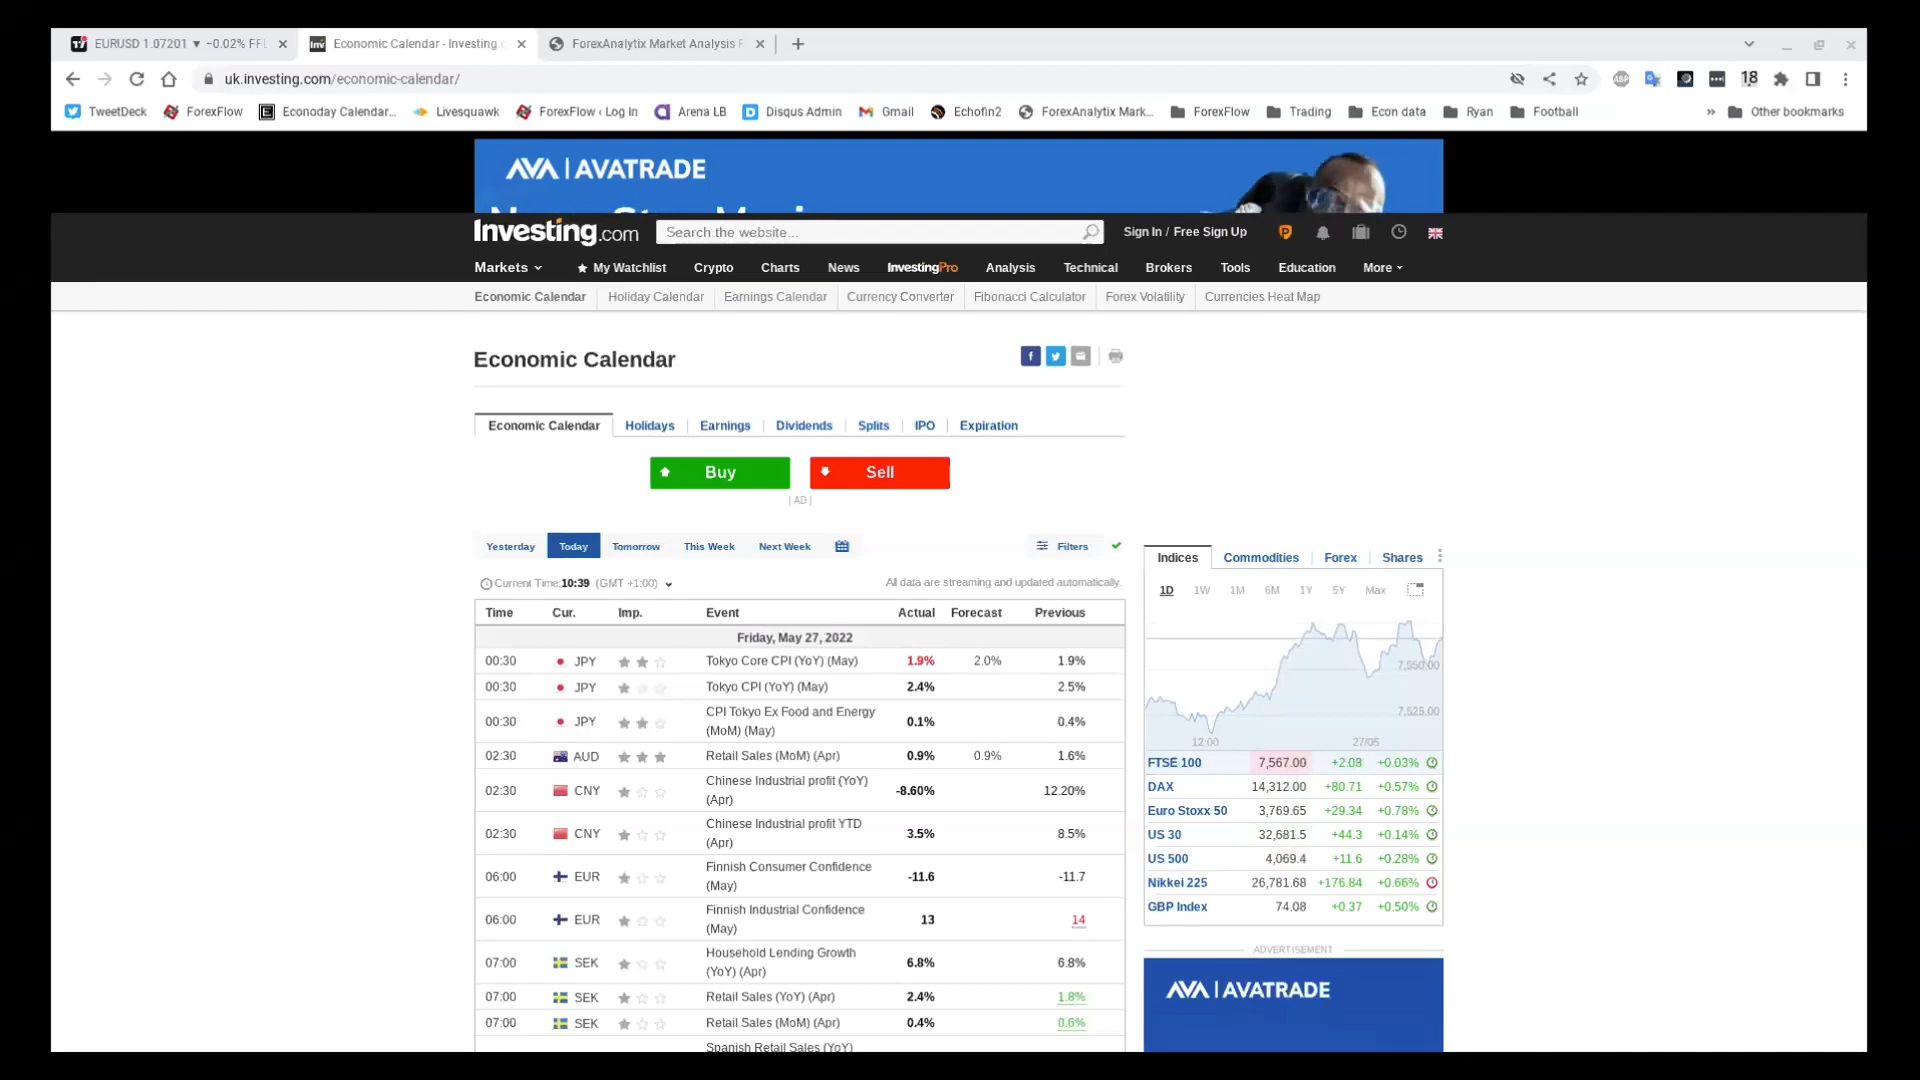 EURUSD 1.07201 ▼ −0.02% FFL
Economic Calendar - Investing.c
ForexAnalytix Market Analysis F
uk.investing.com/economic-calendar/
ABP
18
TweetDeck ForexFlow Econoday Calendar... Livesquawk ForexFlow ‹ Log In Arena LB Disqus Admin Gmail Echofin2 ForexAnalytix Mark... ForexFlow Trading Econ data Ryan Football » Other bookmarks
AVA | AVATRADE
Investing.com
Search the website...
Sign In / Free Sign Up
Markets My Watchlist Crypto Charts News InvestingPro Analysis Technical Brokers Tools Education More
Economic Calendar Holiday Calendar Earnings Calendar Currency Converter Fibonacci Calculator Forex Volatility Currencies Heat Map
Economic Calendar
Economic Calendar Holidays Earnings Dividends Splits IPO Expiration
Buy Sell
| AD |
Yesterday Today Tomorrow This Week Next Week Filters
Current Time:10:39 (GMT +1:00)
All data are streaming and updated automatically.
Time Cur. Imp. Event Actual Forecast Previous
Friday, May 27, 2022
00:30 JPY Tokyo Core CPI (YoY) (May) 1.9% 2.0% 1.9%
00:30 JPY Tokyo CPI (YoY) (May) 2.4% 2.5%
00:30 JPY CPI Tokyo Ex Food and Energy
(MoM) (May) 0.1% 0.4%
02:30 AUD Retail Sales (MoM) (Apr) 0.9% 0.9% 1.6%
02:30 CNY Chinese Industrial profit (YoY)
(Apr) -8.60% 12.20%
02:30 CNY Chinese Industrial profit YTD
(Apr) 3.5% 8.5%
06:00 EUR Finnish Consumer Confidence
(May) -11.6 -11.7
06:00 EUR Finnish Industrial Confidence
(May) 13 14
07:00 SEK Household Lending Growth
(YoY) (Apr) 6.8% 6.8%
07:00 SEK Retail Sales (YoY) (Apr) 2.4% 1.8%
07:00 SEK Retail Sales (MoM) (Apr) 0.4% 0.6%
Spanish Retail Sales (YoY)
Indices Commodities Forex Shares
1D 1W 1M 6M 1Y 5Y Max
7,550.00
7,525.00
12:00 27/05
FTSE 100 7,567.00 +2.08 +0.03%
DAX 14,312.00 +80.71 +0.57%
Euro Stoxx 50 3,769.65 +29.34 +0.78%
US 30 32,681.5 +44.3 +0.14%
US 500 4,069.4 +11.6 +0.28%
Nikkei 225 26,781.68 +176.84 +0.66%
GBP Index 74.08 +0.37 +0.50%
ADVERTISEMENT
AVA | AVATRADE